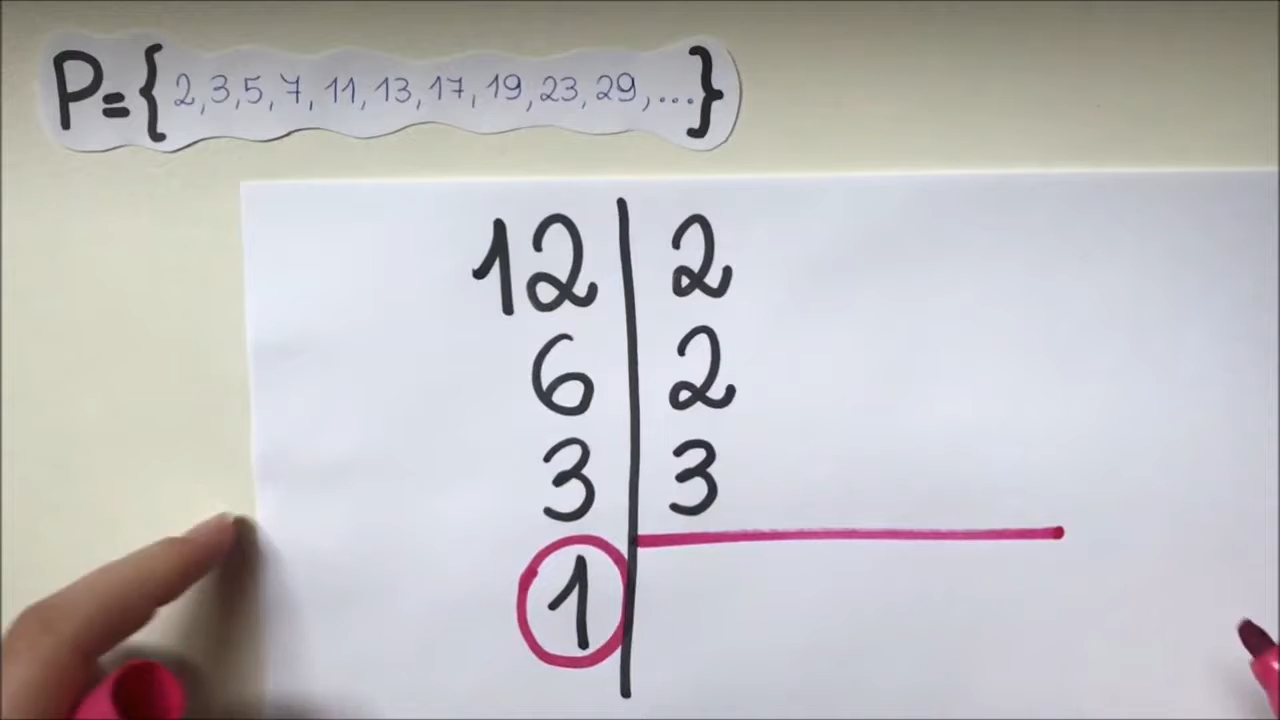 P={2,3,5,7,11,13,17,19,23,29,...}
12 | 2
6 | 2
3 | 3
1 |